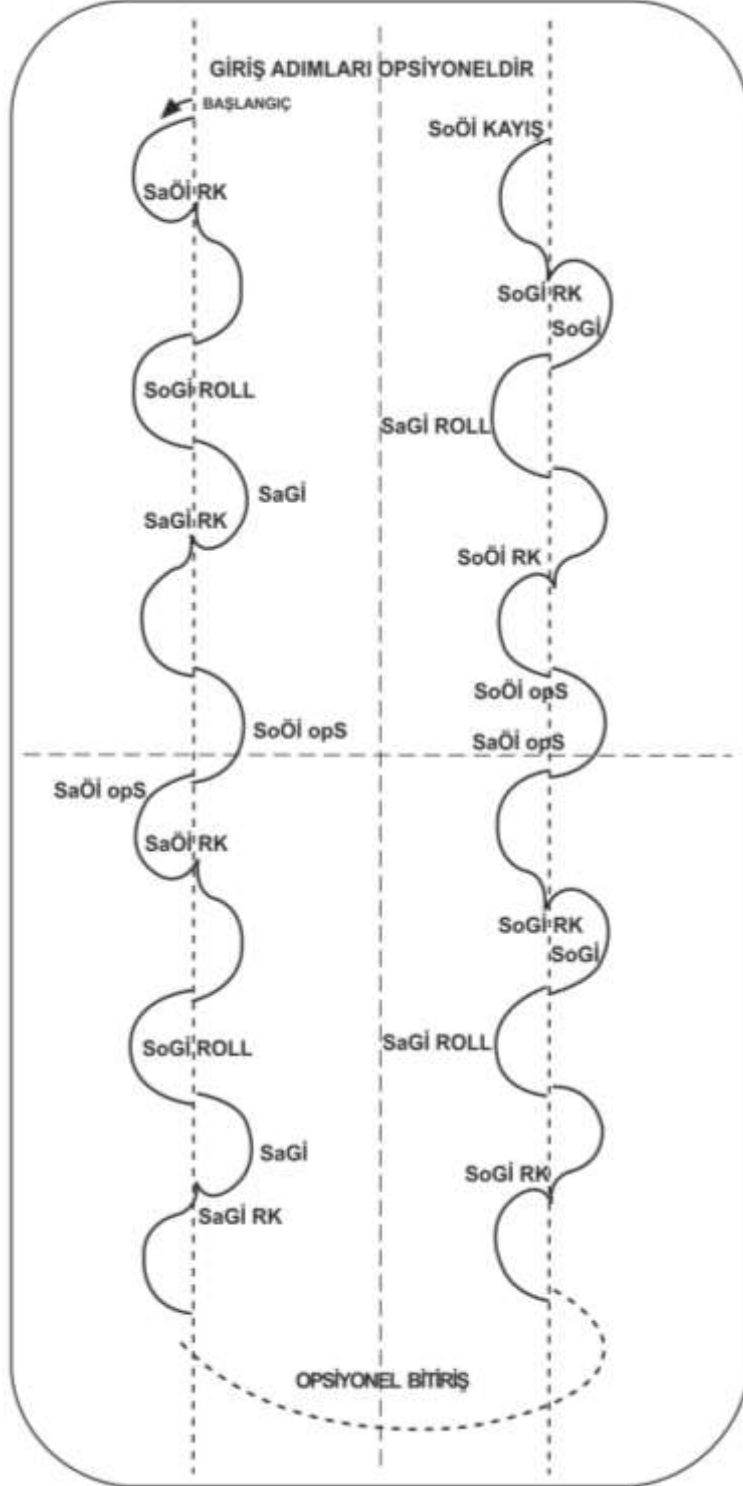 GİRİŞ ADIMLARI OPSİYONELDİR
BAŞLANGIÇ
SaÖİ RK
SoGİ ROLL
SaGİ
SaGİ RK
SoÖİ opS
SaÖİ opS
SaÖİ RK
SoGİ ROLL
SaGİ
SaGİ RK
SoÖİ KAYIŞ
SoGİ RK
SoGİ
SaGİ ROLL
SoÖİ RK
SoÖİ opS
SaÖİ opS
SoGİ RK
SoGİ
SaGİ ROLL
SoGİ RK
OPSİYONEL BİTİRİŞ